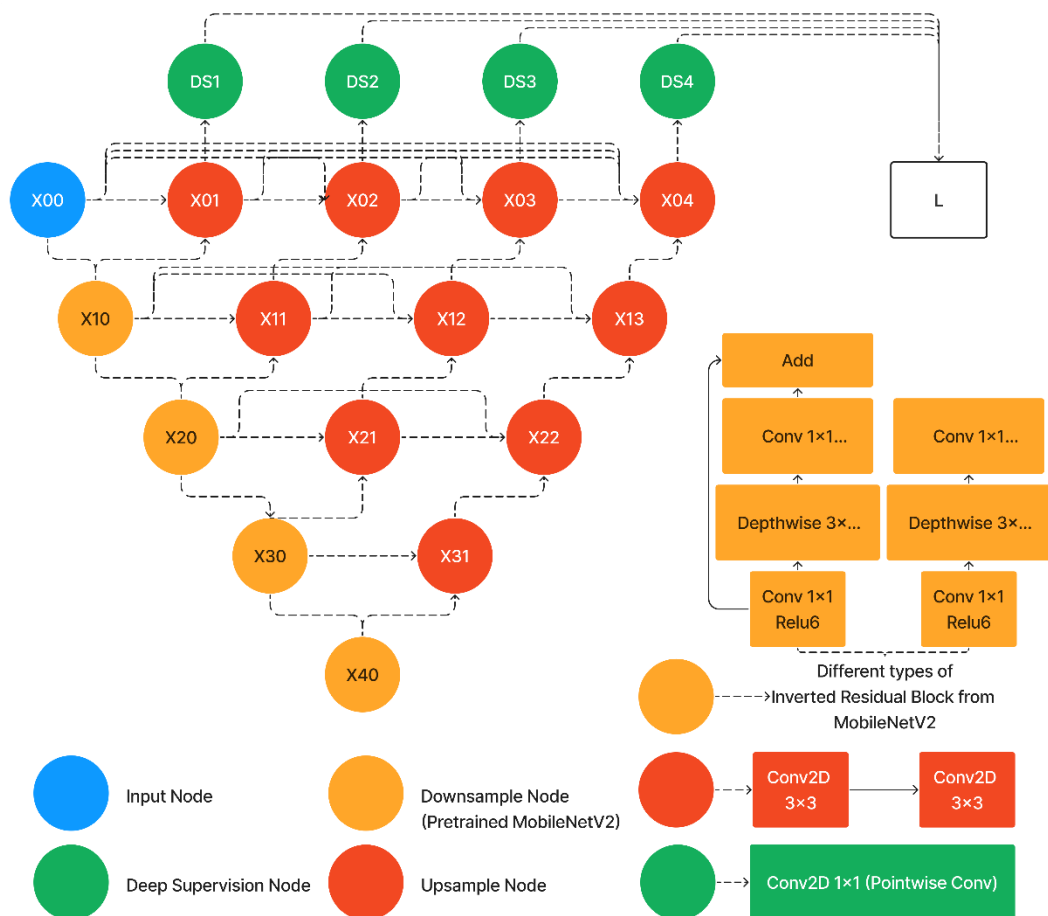 DS1
DS2
DS3
DS4
X00
X01
X02
X03
X04
L
X10
X11
X12
X13
Add
X20
X21
X22
Conv 1×1...
Conv 1×1...
Depthwise 3×...
Depthwise 3×...
X30
X31
Conv 1×1
Relu6
Conv 1×1
Relu6
X40
Different types of
Inverted Residual Block from
MobileNetV2
Input Node
Downsample Node
(Pretrained MobileNetV2)
Conv2D
3×3
Conv2D
3×3
Deep Supervision Node
Upsample Node
Conv2D 1×1 (Pointwise Conv)